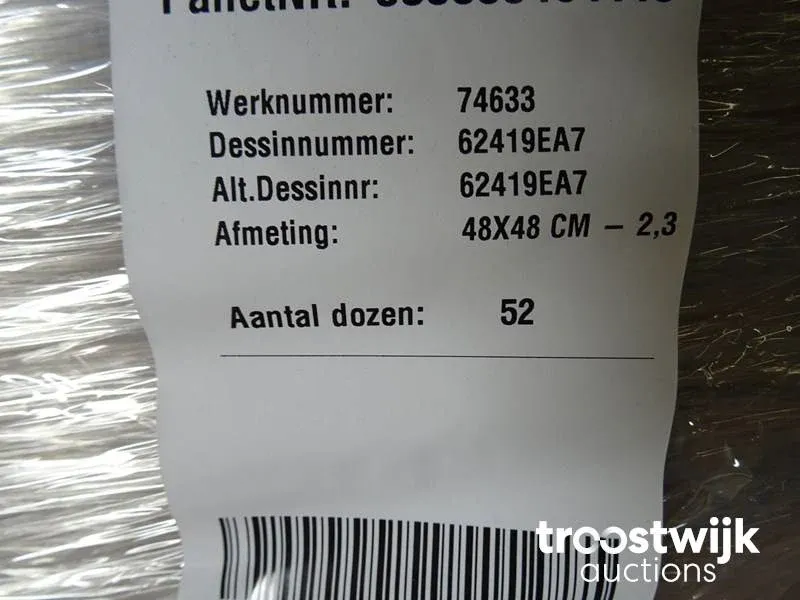 Werknummer: 74633
Dessinnummer: 62419EA7
Alt.Dessinnr: 62419EA7
Afmeting: 48X48 CM - 2,3
Aantal dozen: 52
troostwijk
auctions